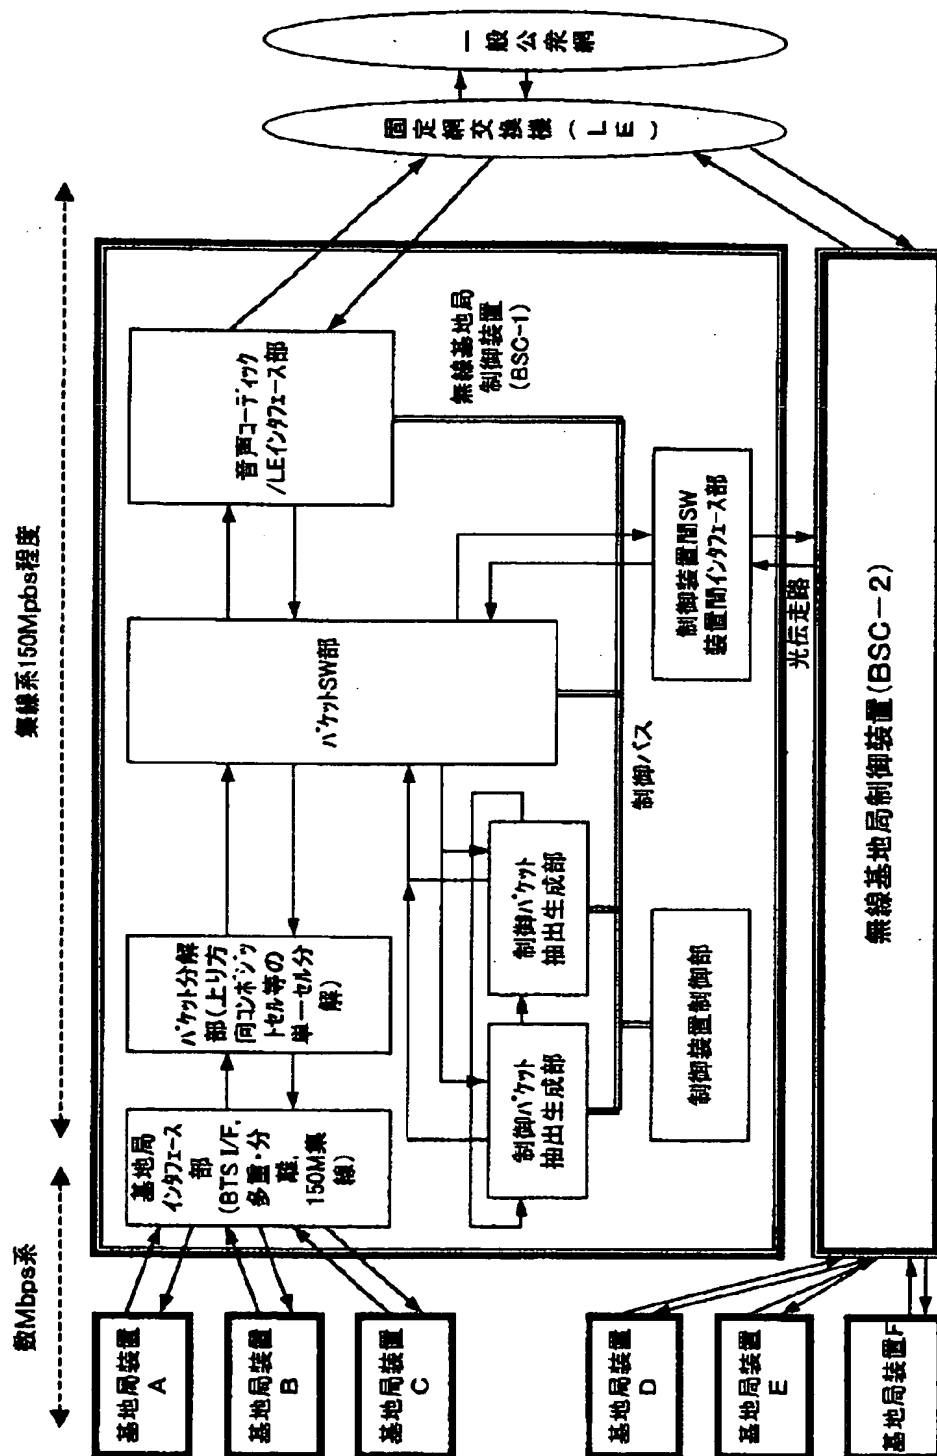 数Mbps系
集線系150Mpbs程度
基地局装置
A
基地局装置
B
基地局装置
C
基地局装置
D
基地局装置
E
基地局装置F
基地局
インタフェース
部
(BTS I/F,
多重・分
離,
150M集
線)
パケット分解
部(上り方
向コンポジッ
トセル等の
単一セル分
解)
パケットSW部
音声コーディック
/LEインタフェース部
無線基地局
制御装置
(BSC-1)
制御パケット
抽出生成部
制御パケット
抽出生成部
制御バス
制御装置制御部
制御装置間SW
装置間インタフェース部
光伝走路
無線基地局制御装置(BSC-2)
固定網交換機(LE)
一般公衆網